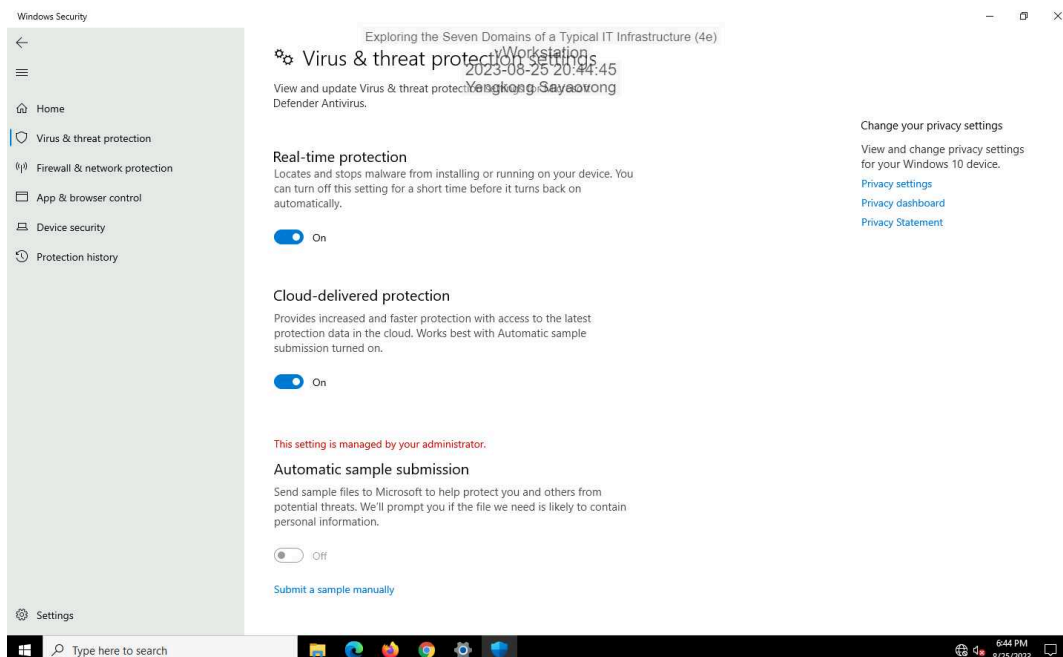 Windows Security
Exploring the Seven Domains of a Typical IT Infrastructure (4e)
vWorkstation
2023-08-25 20:44:45
Yengkong Sayaovong
Virus & threat protection settings
View and update Virus & threat protection settings for Microsoft
Defender Antivirus.
Home
Virus & threat protection
Firewall & network protection
App & browser control
Device security
Protection history
Settings
Real-time protection
Locates and stops malware from installing or running on your device. You
can turn off this setting for a short time before it turns back on
automatically.
On
Cloud-delivered protection
Provides increased and faster protection with access to the latest
protection data in the cloud. Works best with Automatic sample
submission turned on.
On
This setting is managed by your administrator.
Automatic sample submission
Send sample files to Microsoft to help protect you and others from
potential threats. We'll prompt you if the file we need is likely to contain
personal information.
Off
Submit a sample manually
Change your privacy settings
View and change privacy settings
for your Windows 10 device.
Privacy settings
Privacy dashboard
Privacy Statement
Type here to search
6:44 PM
8/25/2023